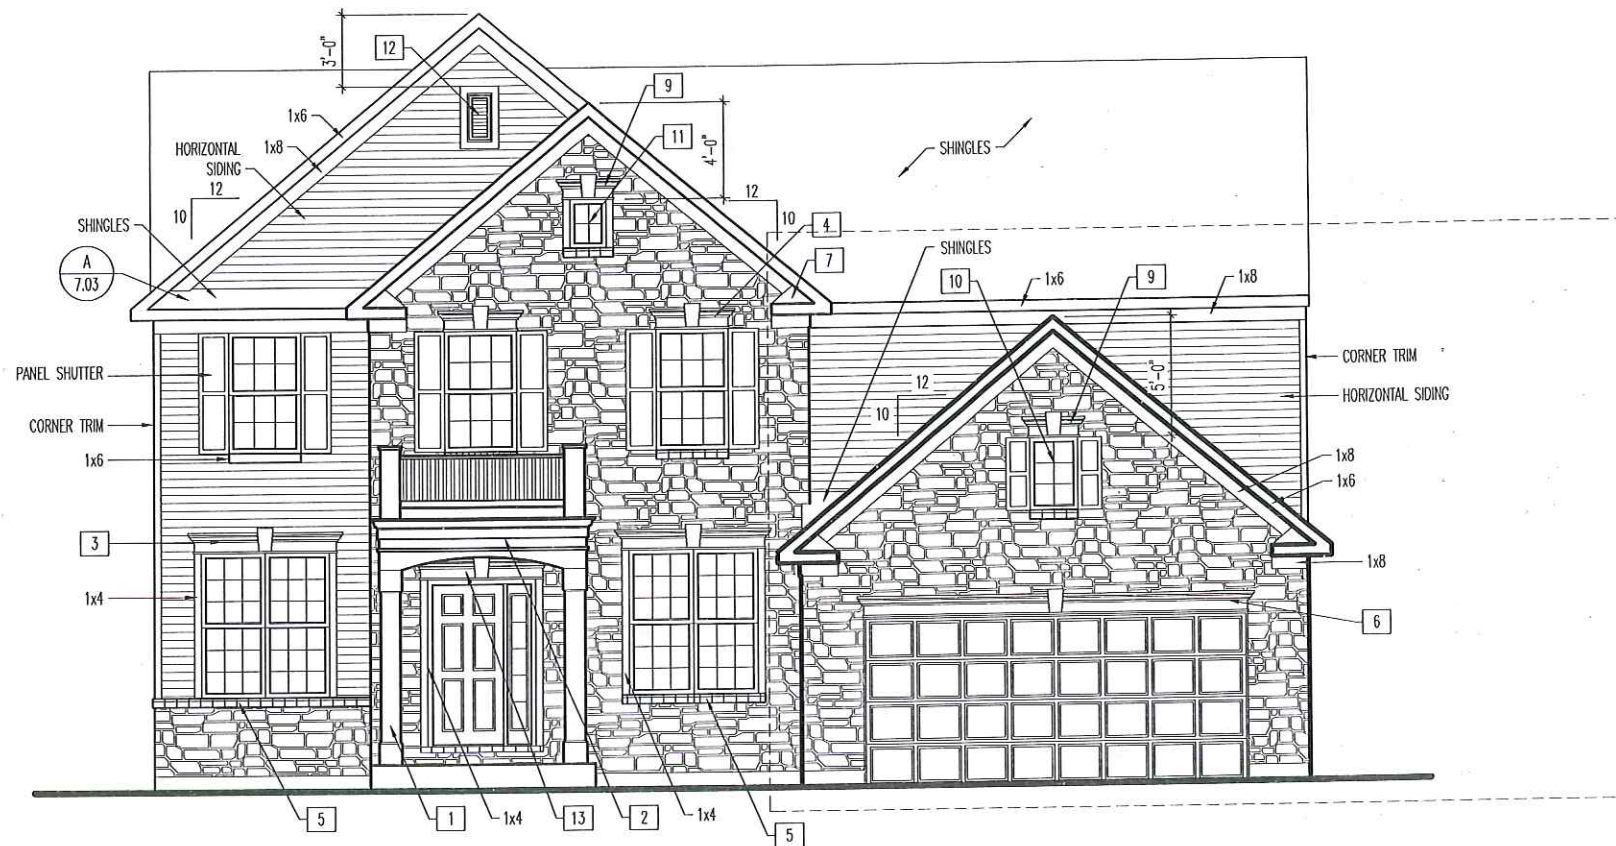 3'-0"
12
9
1x6
11
4'-0"
SHINGLES
HORIZONTAL
SIDING
1x8
12
10
12
10
4
SHINGLES
A
7.03
7
SHINGLES
10
1x6
9
1x8
PANEL SHUTTER
12
10
5'-0"
CORNER TRIM
HORIZONTAL SIDING
CORNER TRIM
1x6
1x8
1x6
3
1x4
1x8
6
5
1
1x4
13
2
1x4
5